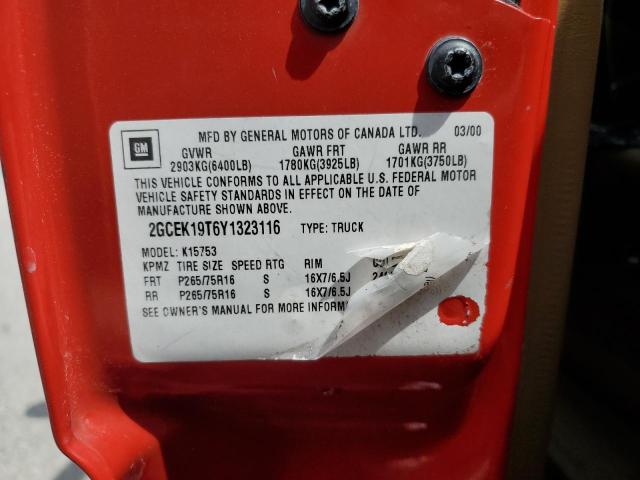 GM
MFD BY GENERAL MOTORS OF CANADA LTD. 03/00
GVWR GAWR FRT GAWR RR
2903KG(6400LB) 1780KG(3925LB) 1701KG(3750LB)
THIS VEHICLE CONFORMS TO ALL APPLICABLE U.S. FEDERAL MOTOR
VEHICLE SAFETY STANDARDS IN EFFECT ON THE DATE OF
MANUFACTURE SHOWN ABOVE.
2GCEK19T6Y1323116 TYPE: TRUCK
MODEL: K15753
KPMZ TIRE SIZE SPEED RTG RIM
FRT P265/75R16 S 16X7/6.5J
RR P265/75R16 S 16X7/6.5J
SEE OWNER'S MANUAL FOR MORE